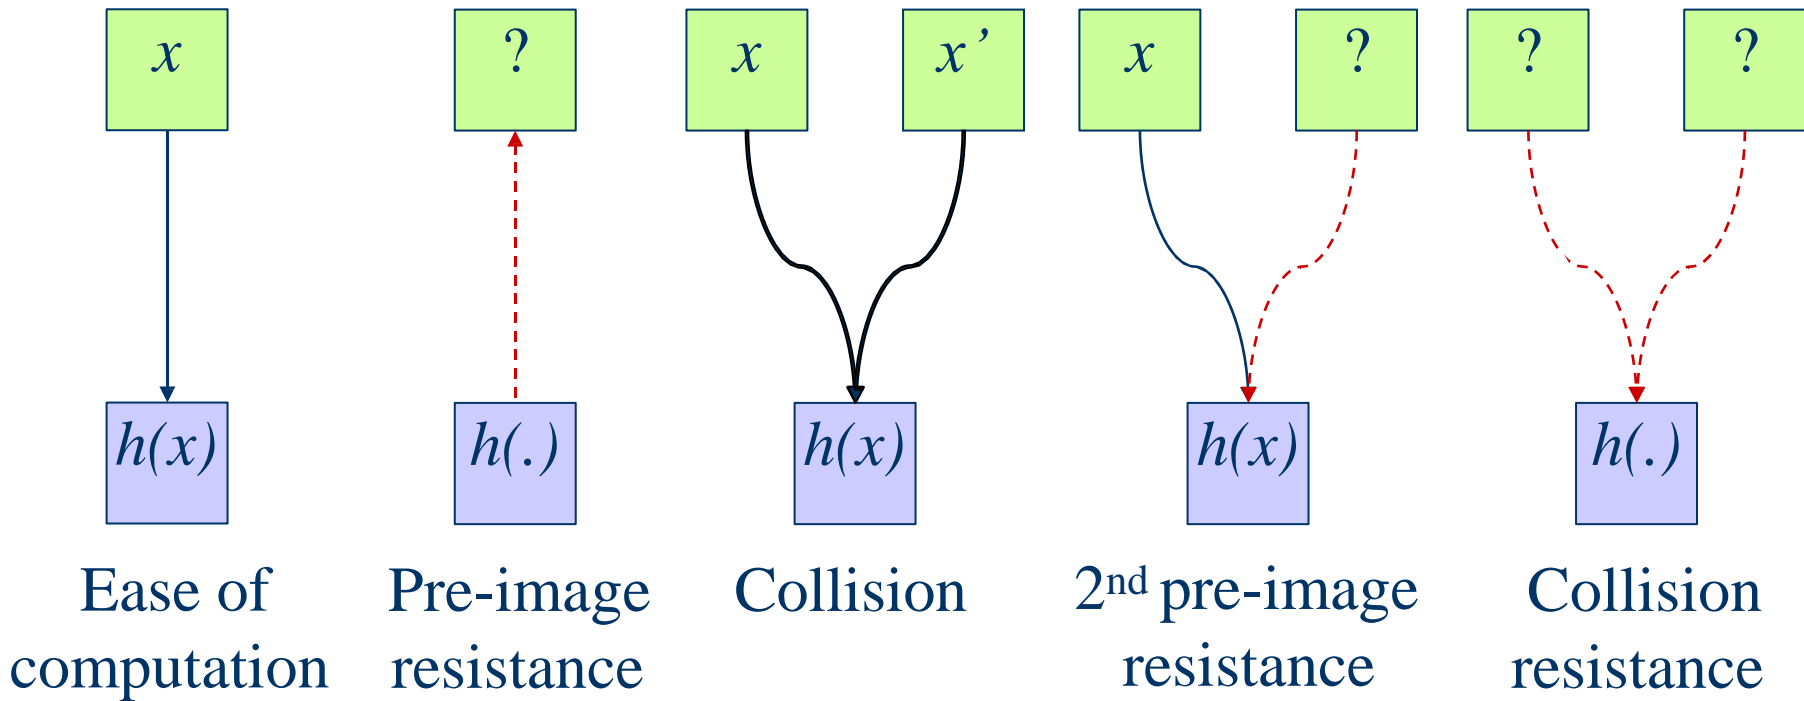 x
?
x
x’
x
?
?
?
h(x)
h(.)
h(x)
h(x)
h(.)
Ease of
computation
Pre-image
resistance
Collision
2nd pre-image
resistance
Collision
resistance